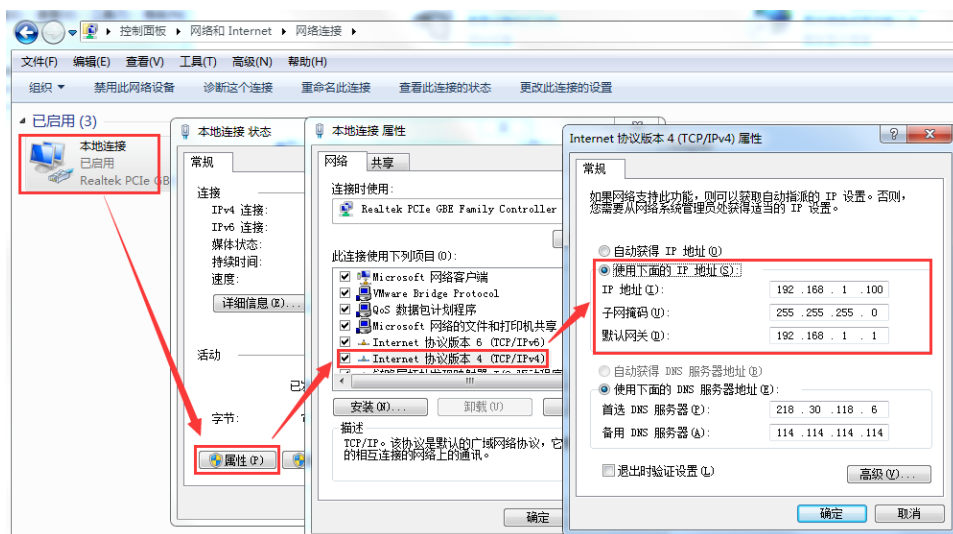 控制面板 ▸ 网络和 Internet ▸ 网络连接 ▸
文件(F) 编辑(E) 查看(V) 工具(T) 高级(N) 帮助(H)
组织 ▼ 禁用此网络设备 诊断这个连接 重命名此连接 查看此连接的状态 更改此连接的设置
已启用 (3)
本地连接
已启用
Realtek PCIe GB
本地连接 状态
常规
连接
IPv4 连接:
IPv6 连接:
媒体状态:
持续时间:
速度:
详细信息(E)...
活动
字节:
属性(P)
本地连接 属性
网络 共享
连接时使用:
Realtek PCIe GBE Family Controller
此连接使用下列项目(O):
Microsoft 网络客户端
VMware Bridge Protocol
QoS 数据包计划程序
Microsoft 网络的文件和打印机共享
Internet 协议版本 6 (TCP/IPv6)
Internet 协议版本 4 (TCP/IPv4)
安装(N)... 卸载(U)
描述
TCP/IP。该协议是默认的广域网络协议，它
的相互连接的网络上的通讯。
确定
Internet 协议版本 4 (TCP/IPv4) 属性
常规
如果网络支持此功能，则可以获取自动指派的 IP 设置。否则，
您需要从网络系统管理员处获得适当的 IP 设置。
自动获得 IP 地址(O)
使用下面的 IP 地址(S):
IP 地址(I): 192 .168 . 1 .100
子网掩码(U): 255 .255 .255 . 0
默认网关(D): 192 .168 . 1 . 1
自动获得 DNS 服务器地址(B)
使用下面的 DNS 服务器地址(E):
首选 DNS 服务器(P): 218 . 30 .118 . 6
备用 DNS 服务器(A): 114 .114 .114 .114
退出时验证设置(L)
高级(V)...
确定 取消